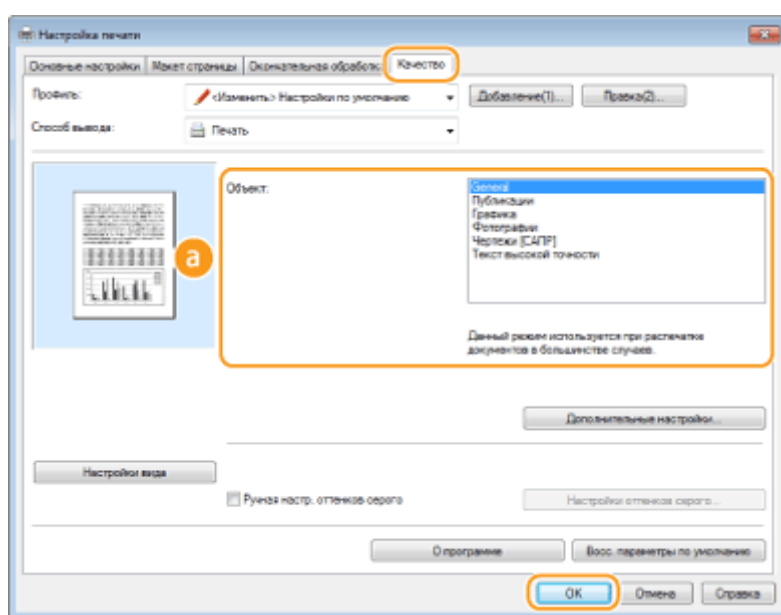 Настройка печати
Основные настройки Макет страницы Окончательная обработк. Качество
Профиль: <Изменить> Настройки по умолчанию Добавление(1)... Правка(2)...
Способ вывода: Печать
Объект: General
Публикации
Графика
Фотографии
Чертежи [САПР]
Текст высокой точности
a
Данный режим используется при распечатке
документов в большинстве случаев.
Дополнительные настройки...
Настройки вида
Ручная настр. оттенков серого Настройки оттенков серого...
О программе Восс. параметры по умолчанию
OK Отмена Справка